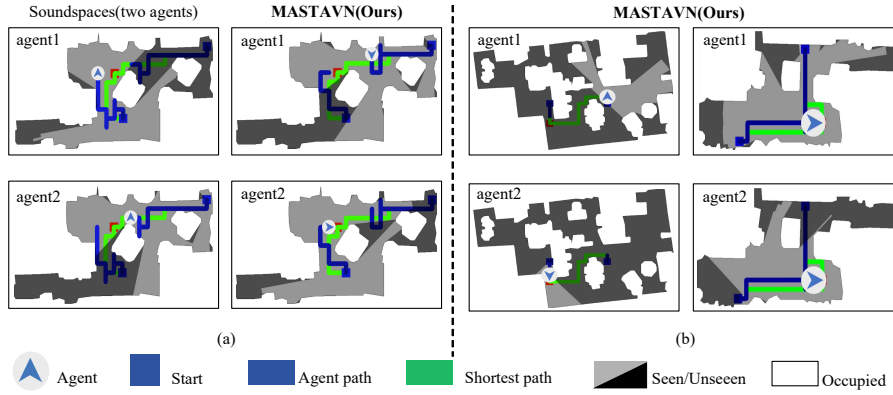 Soundspaces(two agents)
MASTAVN(Ours)
MASTAVN(Ours)
agent1
agent1
agent1
agent1
agent2
agent2
agent2
agent2
(a)
(b)
Agent
Start
Agent path
Shortest path
Seen/Unseeen
Occupied